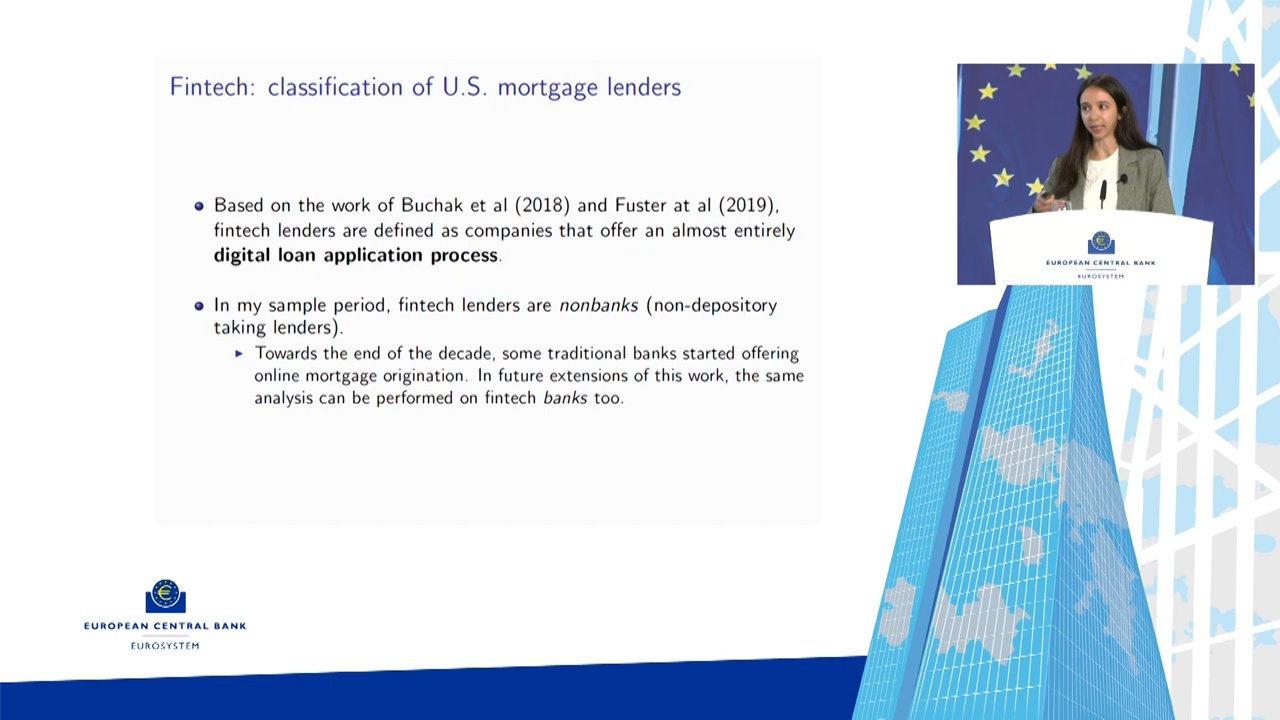 Fintech: classification of U.S. mortgage lenders
Based on the work of Buchak et al (2018) and Fuster at al (2019),
fintech lenders are defined as companies that offer an almost entirely
digital loan application process.
In my sample period, fintech lenders are nonbanks (non-depository
taking lenders).
Towards the end of the decade, some traditional banks started offering
online mortgage origination. In future extensions of this work, the same
analysis can be performed on fintech banks too.
EUROPEAN CENTRAL BANK
EUROSYSTEM
EUROPEAN CENTRAL BANK
EUROSYSTEM